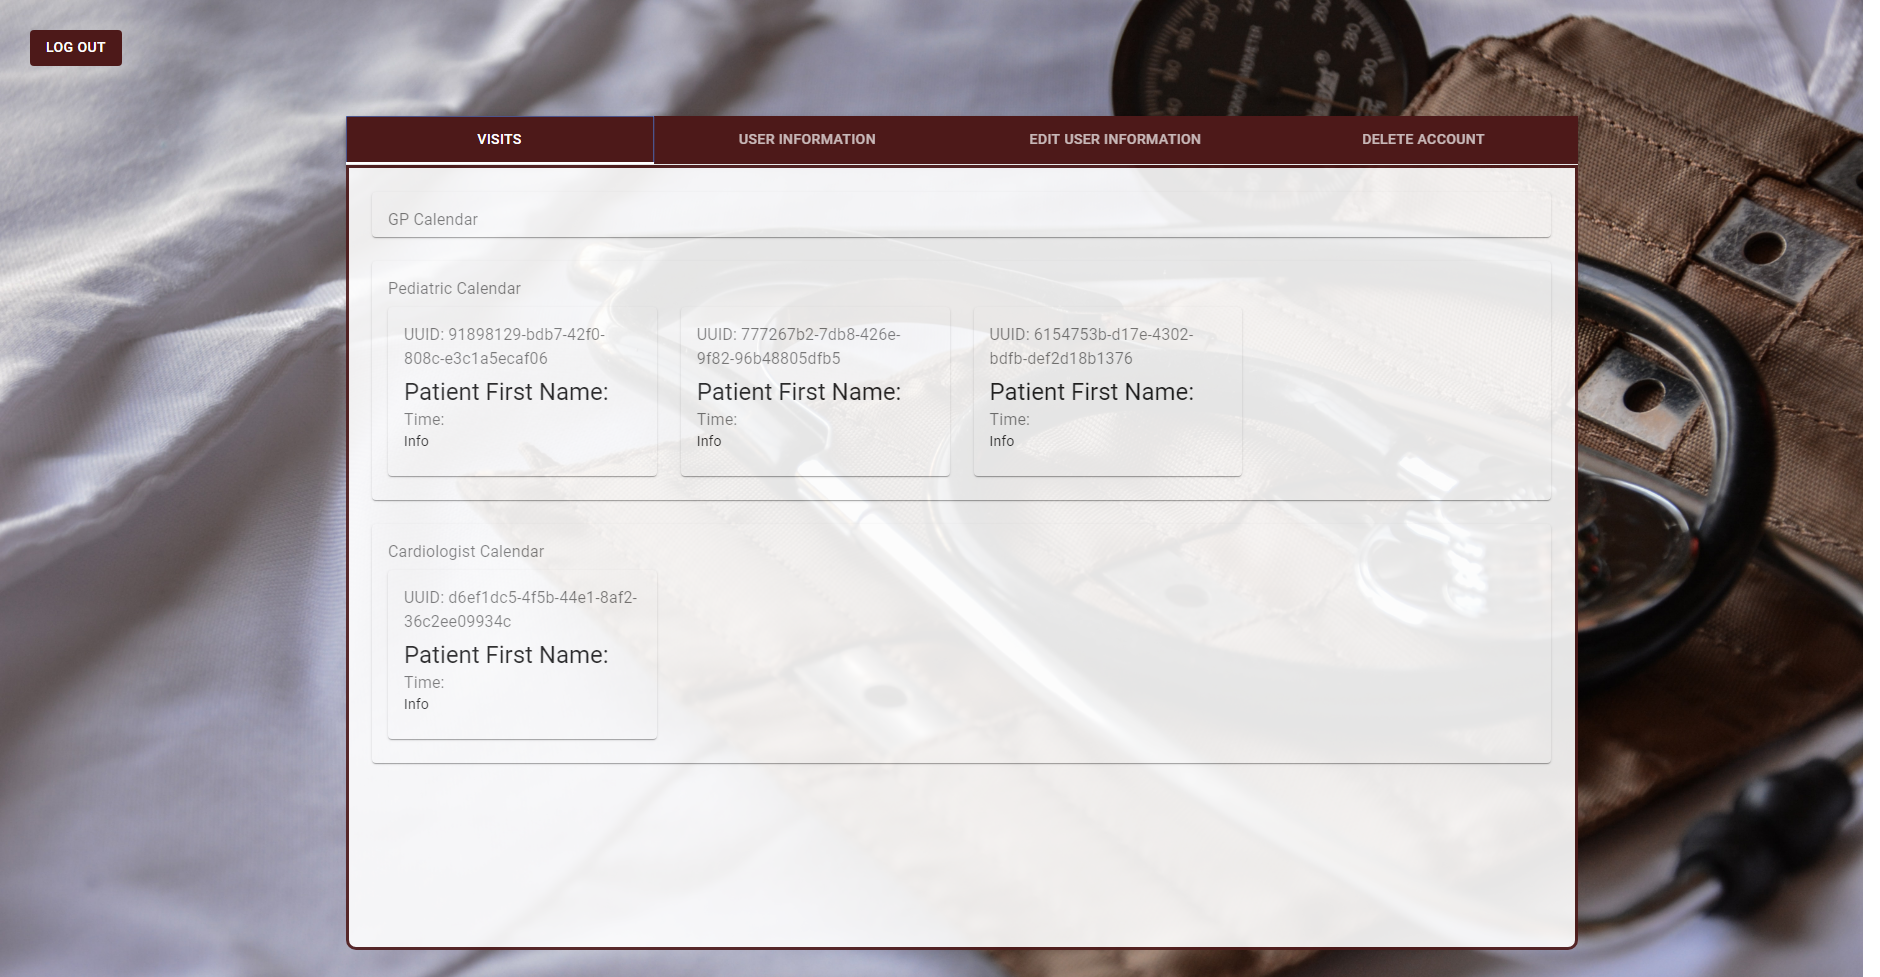 LOG OUT
VISITS
USER INFORMATION
EDIT USER INFORMATION
DELETE ACCOUNT
GP Calendar
Pediatric Calendar
UUID: 91898129-bdb7-42f0-
808c-e3c1a5ecaf06
Patient First Name:
Time:
Info
UUID: 777267b2-7db8-426e-
9f82-96b48805dfb5
Patient First Name:
Time:
Info
UUID: 6154753b-d17e-4302-
bdfb-def2d18b1376
Patient First Name:
Time:
Info
Cardiologist Calendar
UUID: d6ef1dc5-4f5b-44e1-8af2-
36c2ee09934c
Patient First Name:
Time:
Info